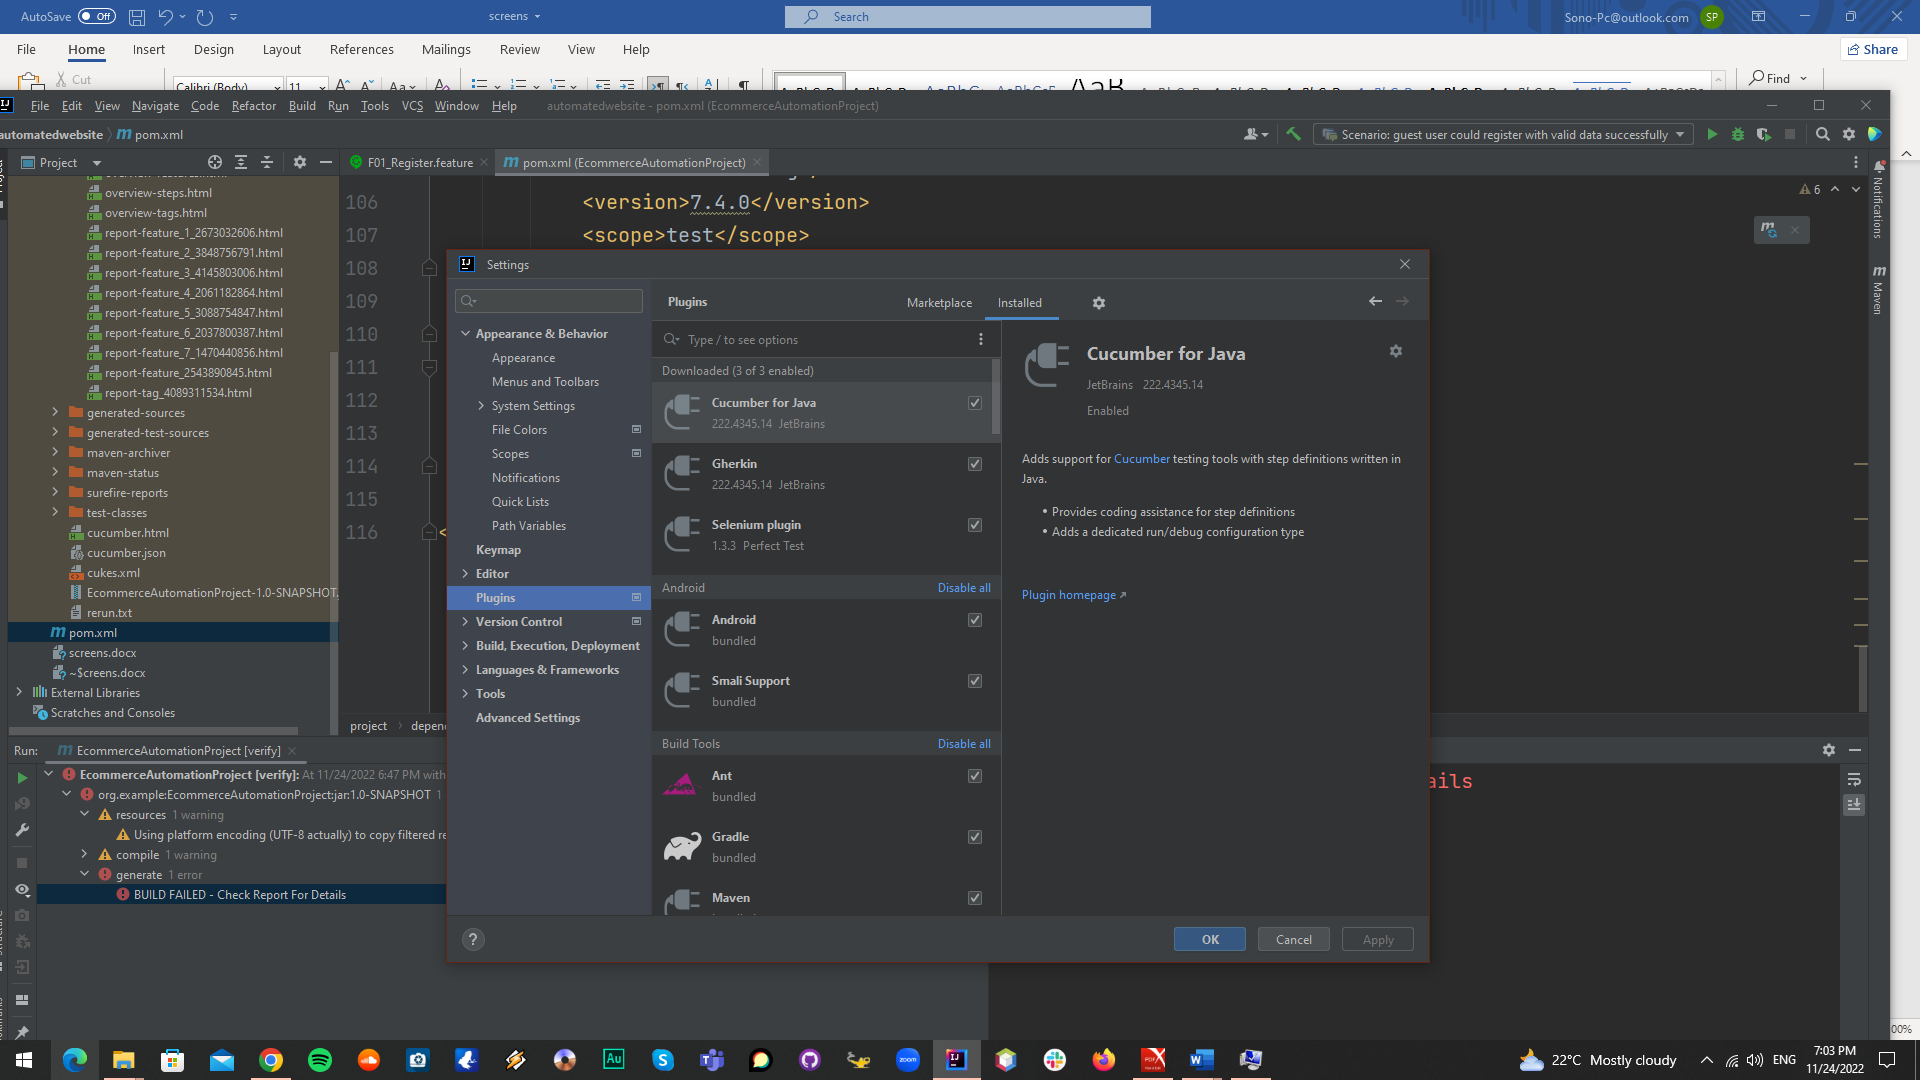 AutoSave Off
screens
Search
Sono-Pc@outlook.com SP
File Home Insert Design Layout References Mailings Review View Help
Share
Cut
Calibri (Body) 11
Find
File Edit View Navigate Code Refactor Build Run Tools VCS Window Help automatedwebsite - pom.xml (EcommerceAutomationProject)
automatedwebsite pom.xml
Scenario: guest user could register with valid data successfully
Project
F01_Register.feature
pom.xml (EcommerceAutomationProject)
overview-steps.html
overview-tags.html
report-feature_1_2673032606.html
report-feature_2_3848756791.html
report-feature_3_4145803006.html
report-feature_4_2061182864.html
report-feature_5_3088754847.html
report-feature_6_2037800387.html
report-feature_7_1470440856.html
report-feature_2543890845.html
report-tag_4089311534.html
generated-sources
generated-test-sources
maven-archiver
maven-status
surefire-reports
test-classes
cucumber.html
cucumber.json
cukes.xml
EcommerceAutomationProject-1.0-SNAPSHOT.
rerun.txt
pom.xml
screens.docx
~$creens.docx
External Libraries
Scratches and Consoles
106 <version>7.4.0</version>
107 <scope>test</scope>
108
109
110
111
112
113
114
115
116 <
6
Notifications
Maven
project
Settings
Appearance & Behavior
Appearance
Menus and Toolbars
System Settings
File Colors
Scopes
Notifications
Quick Lists
Path Variables
Keymap
Editor
Plugins
Version Control
Build, Execution, Deployment
Languages & Frameworks
Tools
Advanced Settings
Plugins Marketplace Installed
Type / to see options
Downloaded (3 of 3 enabled)
Cucumber for Java
222.4345.14 JetBrains
Gherkin
222.4345.14 JetBrains
Selenium plugin
1.3.3 Perfect Test
Android Disable all
Android
bundled
Smali Support
bundled
Build Tools Disable all
Ant
bundled
Gradle
bundled
Maven
Cucumber for Java
JetBrains 222.4345.14
Enabled
Adds support for Cucumber testing tools with step definitions written in
Java.
• Provides coding assistance for step definitions
• Adds a dedicated run/debug configuration type
Plugin homepage ↗
? OK Cancel Apply
Run: EcommerceAutomationProject [verify]
EcommerceAutomationProject [verify]: At 11/24/2022 6:47 PM with
org.example:EcommerceAutomationProject:jar:1.0-SNAPSHOT 1
resources 1 warning
Using platform encoding (UTF-8 actually) to copy filtered re
compile 1 warning
generate 1 error
BUILD FAILED - Check Report For Details
ails
00%
22°C Mostly cloudy
ENG
7:03 PM
11/24/2022